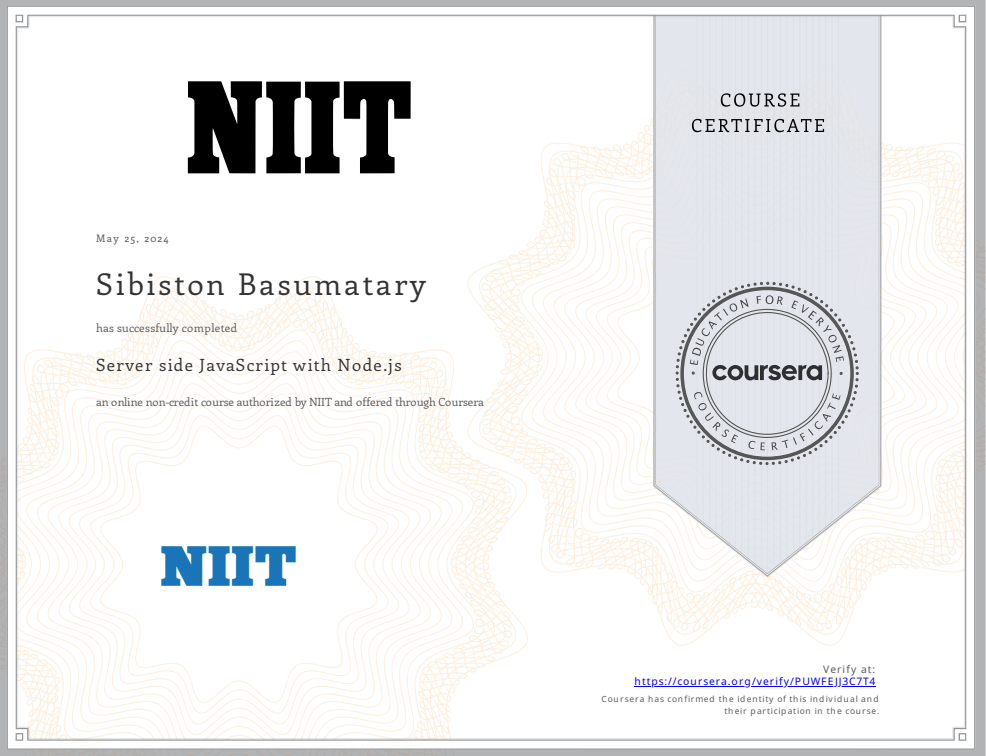 NIIT
COURSE
CERTIFICATE
May 25, 2024
Sibiston Basumatary
has successfully completed
Server side JavaScript with Node.js
an online non-credit course authorized by NIIT and offered through Coursera
EDUCATION FOR EVERYONE
coursera
COURSE CERTIFICATE
NIIT
Verify at:
https://coursera.org/verify/PUWFEJJ3C7T4
Coursera has confirmed the identity of this individual and
their participation in the course.